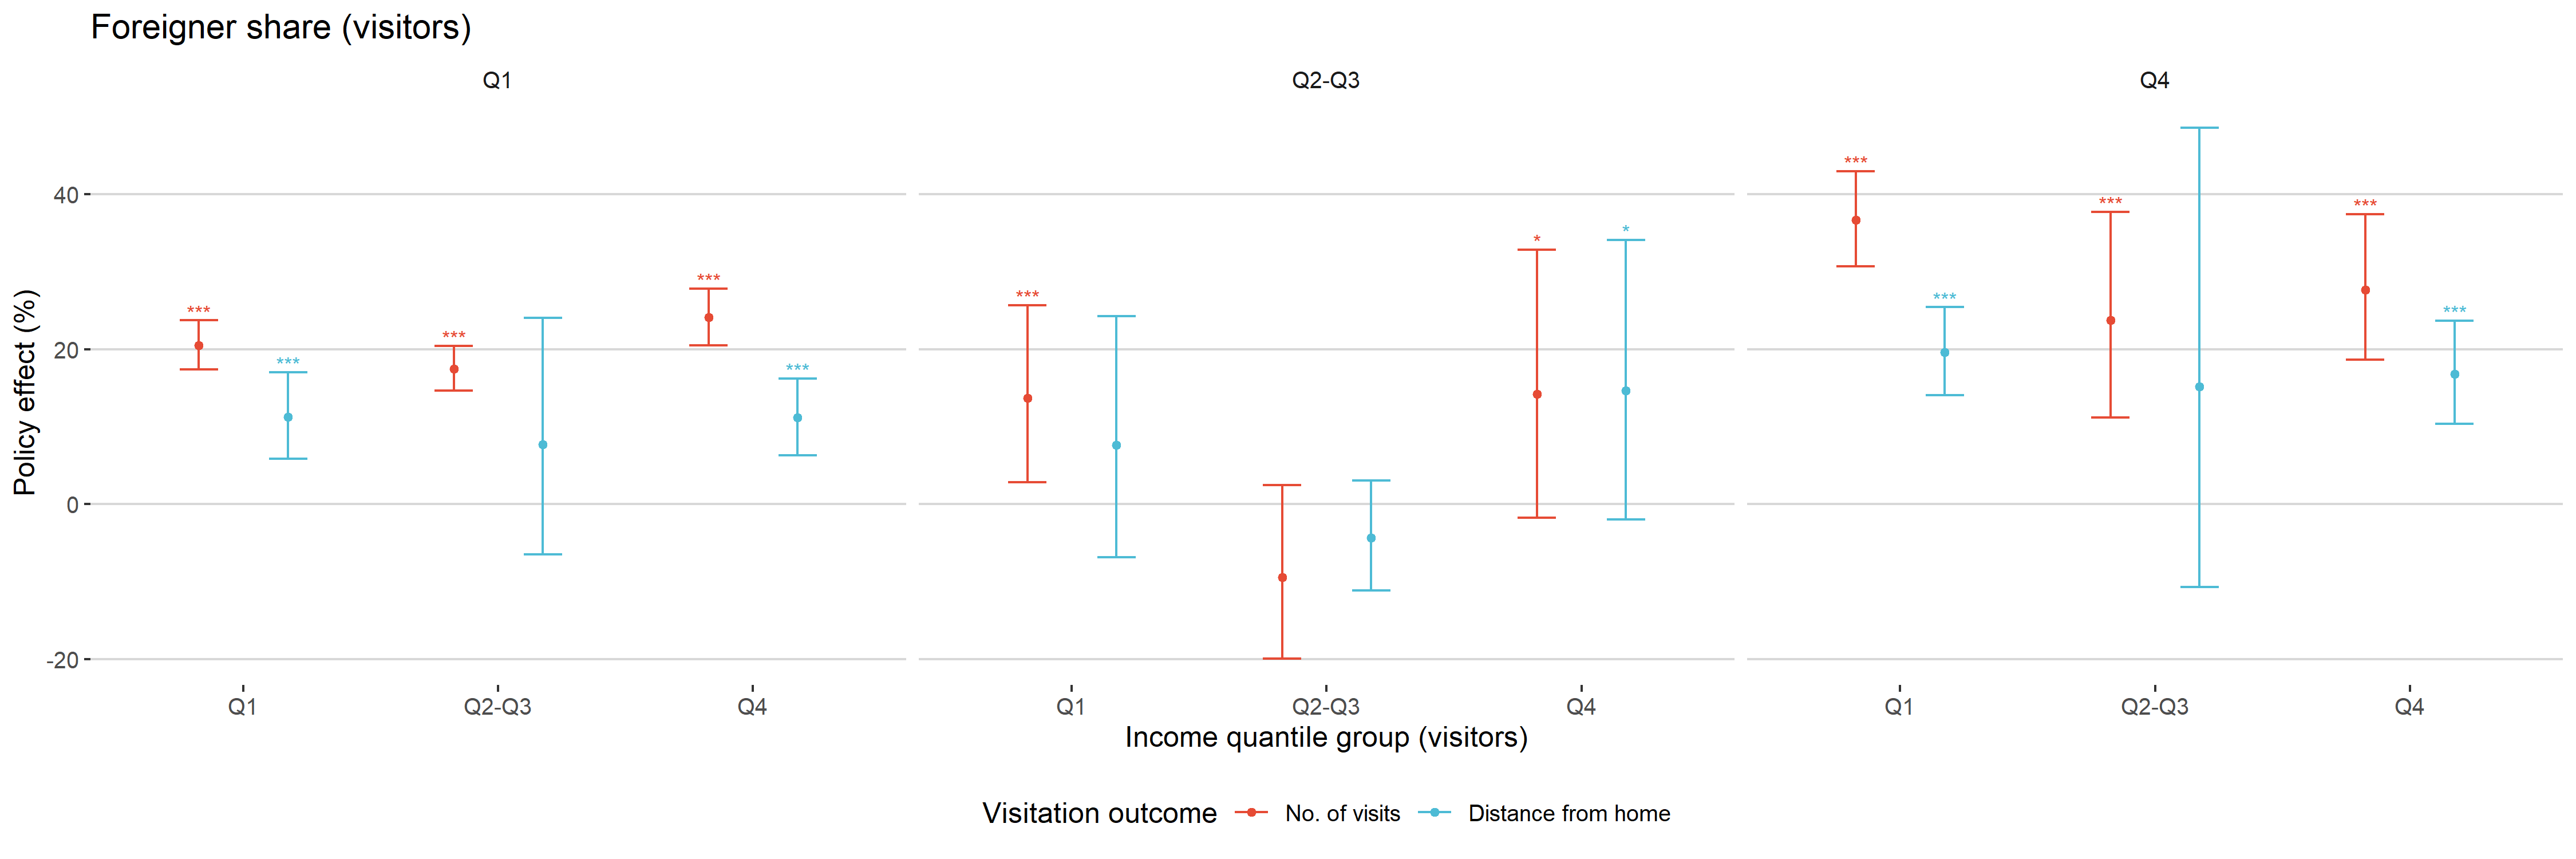 Foreigner share (visitors)
Q1 Q2-Q3 Q4
Policy effect (%)
40
20
0
-20
*** *** *** *** ***
*** * *
*** *** *** *** ***
Q1 Q2-Q3 Q4 Q1 Q2-Q3 Q4 Q1 Q2-Q3 Q4
Income quantile group (visitors)
Visitation outcome No. of visits Distance from home